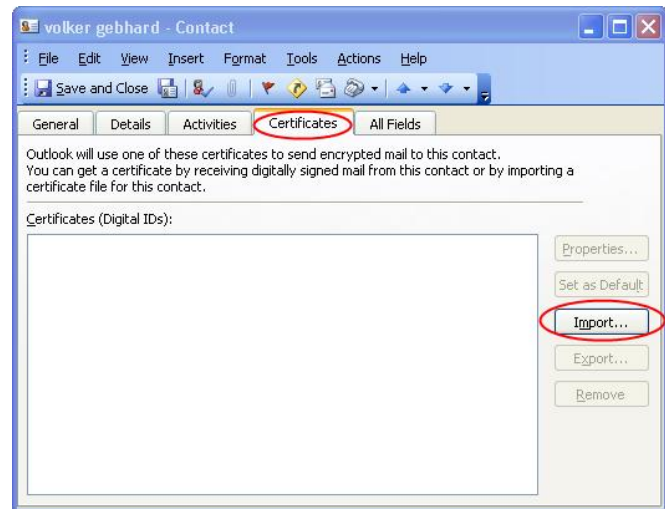 volker gebhard - Contact
File Edit View Insert Format Tools Actions Help
Save and Close
General Details Activities Certificates All Fields
Outlook will use one of these certificates to send encrypted mail to this contact.
You can get a certificate by receiving digitally signed mail from this contact or by importing a
certificate file for this contact.
Certificates (Digital IDs):
Properties...
Set as Default
Import...
Export...
Remove